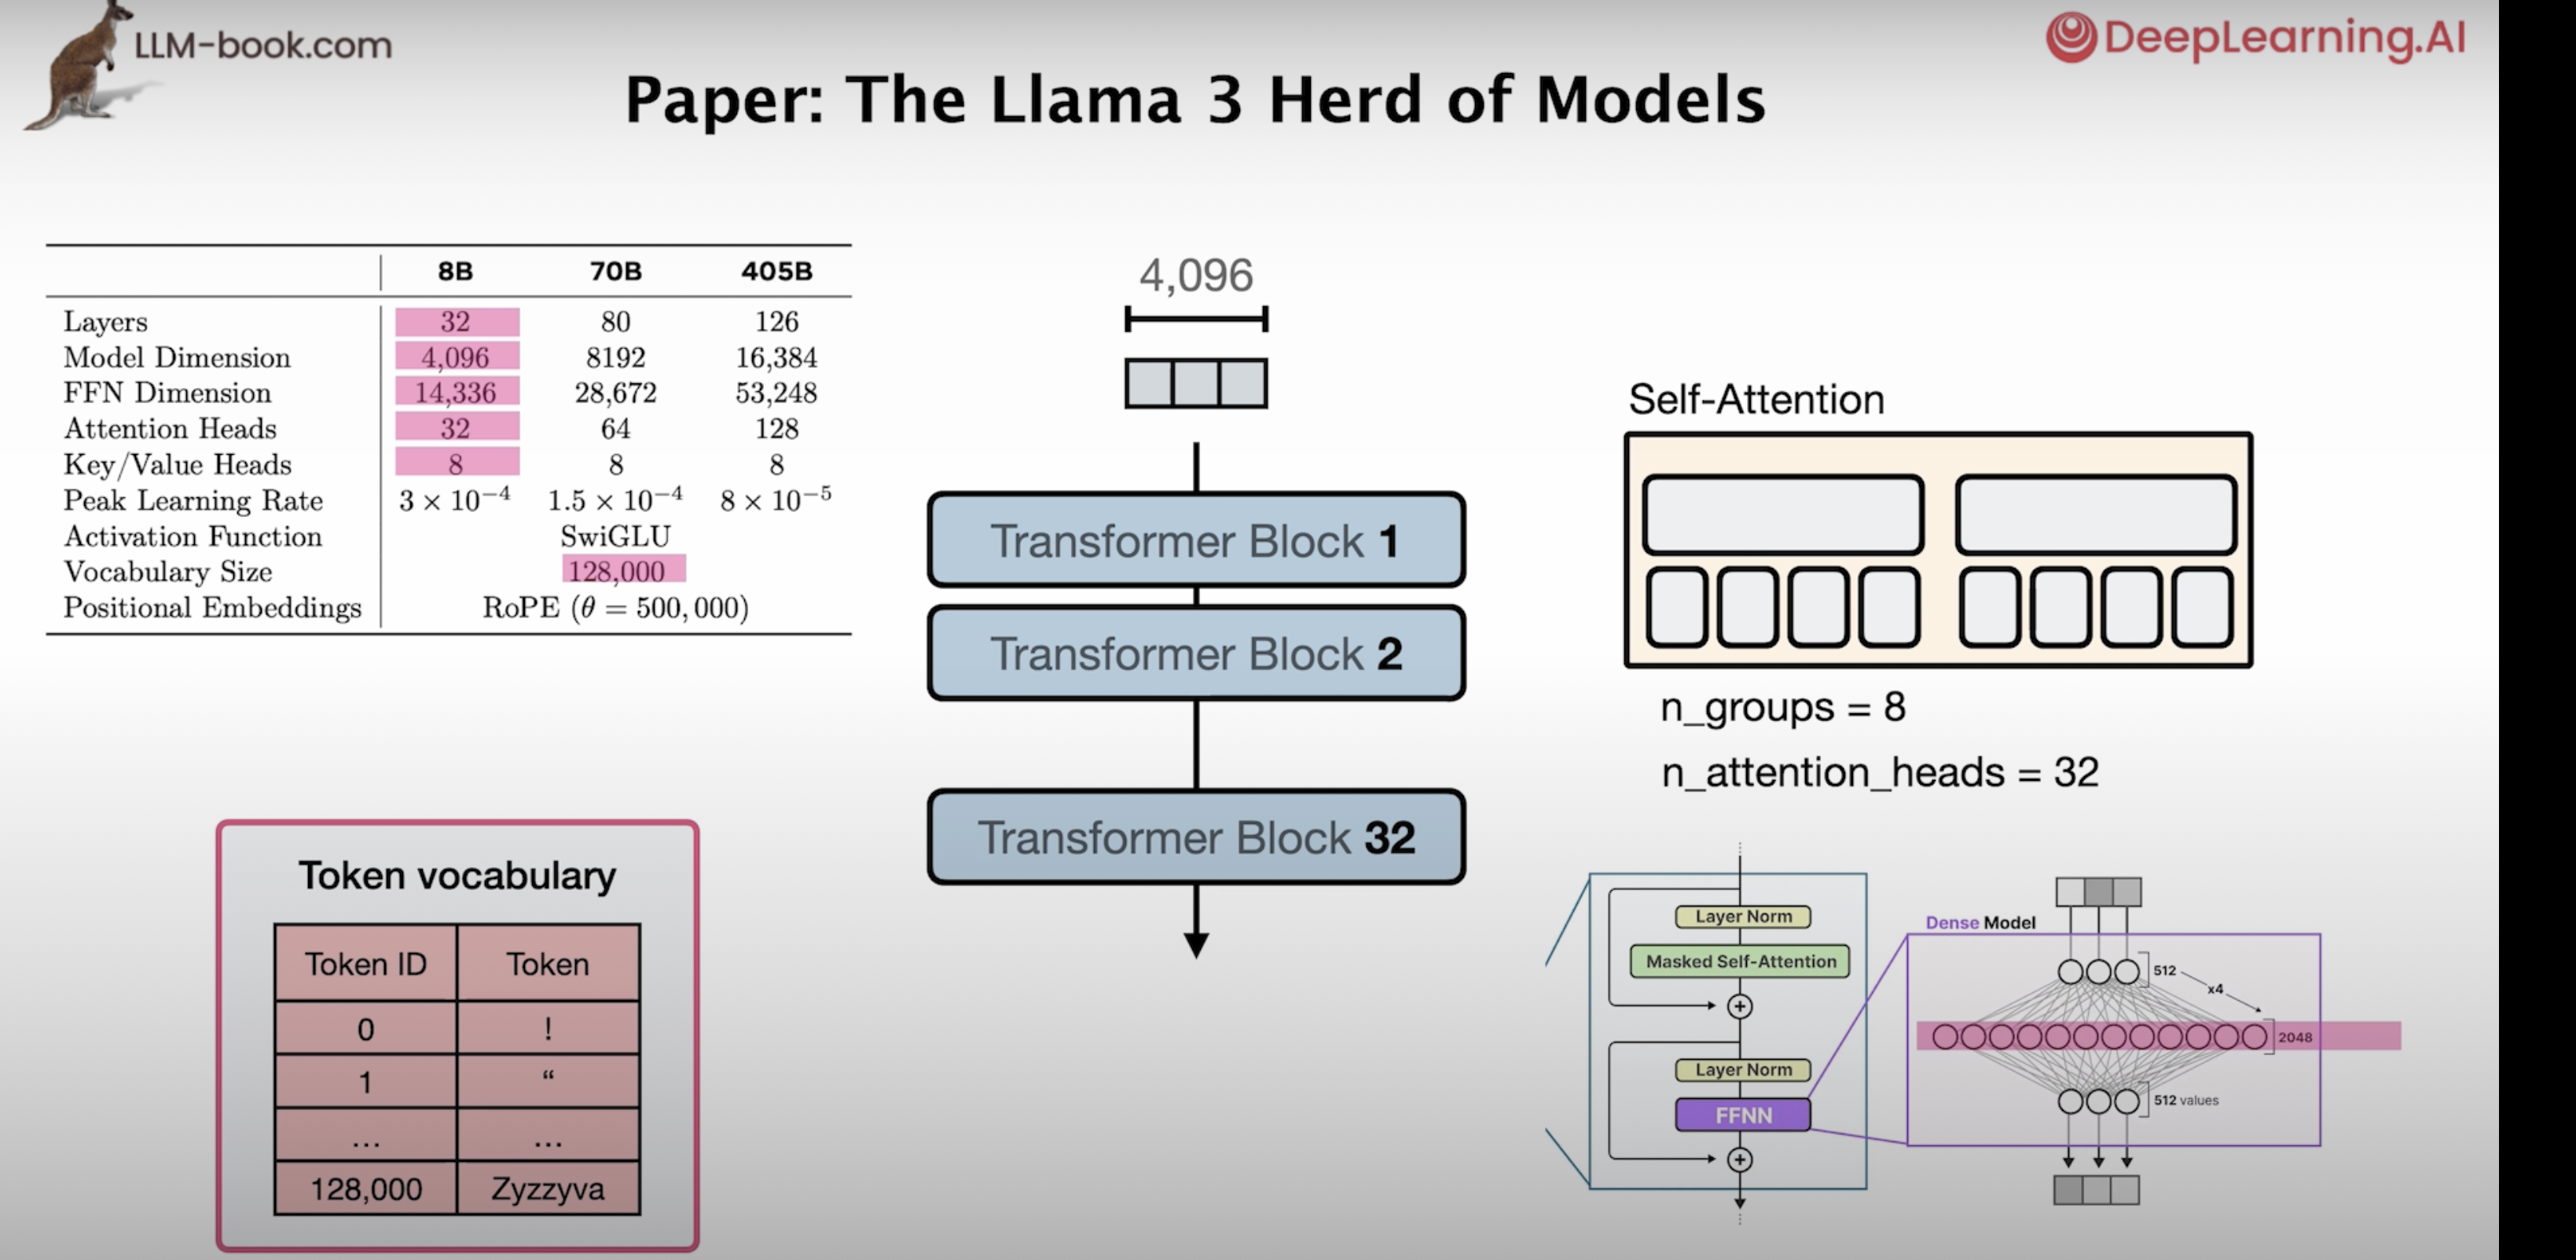 LLM-book.com
DeepLearning.AI
Paper: The Llama 3 Herd of Models
8B 70B 405B
Layers 32 80 126
Model Dimension 4,096 8192 16,384
FFN Dimension 14,336 28,672 53,248
Attention Heads 32 64 128
Key/Value Heads 8 8 8
Peak Learning Rate 3 × 10⁻⁴ 1.5 × 10⁻⁴ 8 × 10⁻⁵
Activation Function SwiGLU
Vocabulary Size 128,000
Positional Embeddings RoPE (θ = 500,000)
Token vocabulary
Token ID Token
0 !
1 “
... ...
128,000 Zyzzyva
4,096
Transformer Block 1
Transformer Block 2
Transformer Block 32
Self-Attention
n_groups = 8
n_attention_heads = 32
Layer Norm
Masked Self-Attention
+
Layer Norm
FFNN
+
Dense Model
512
x4
2048
512 values